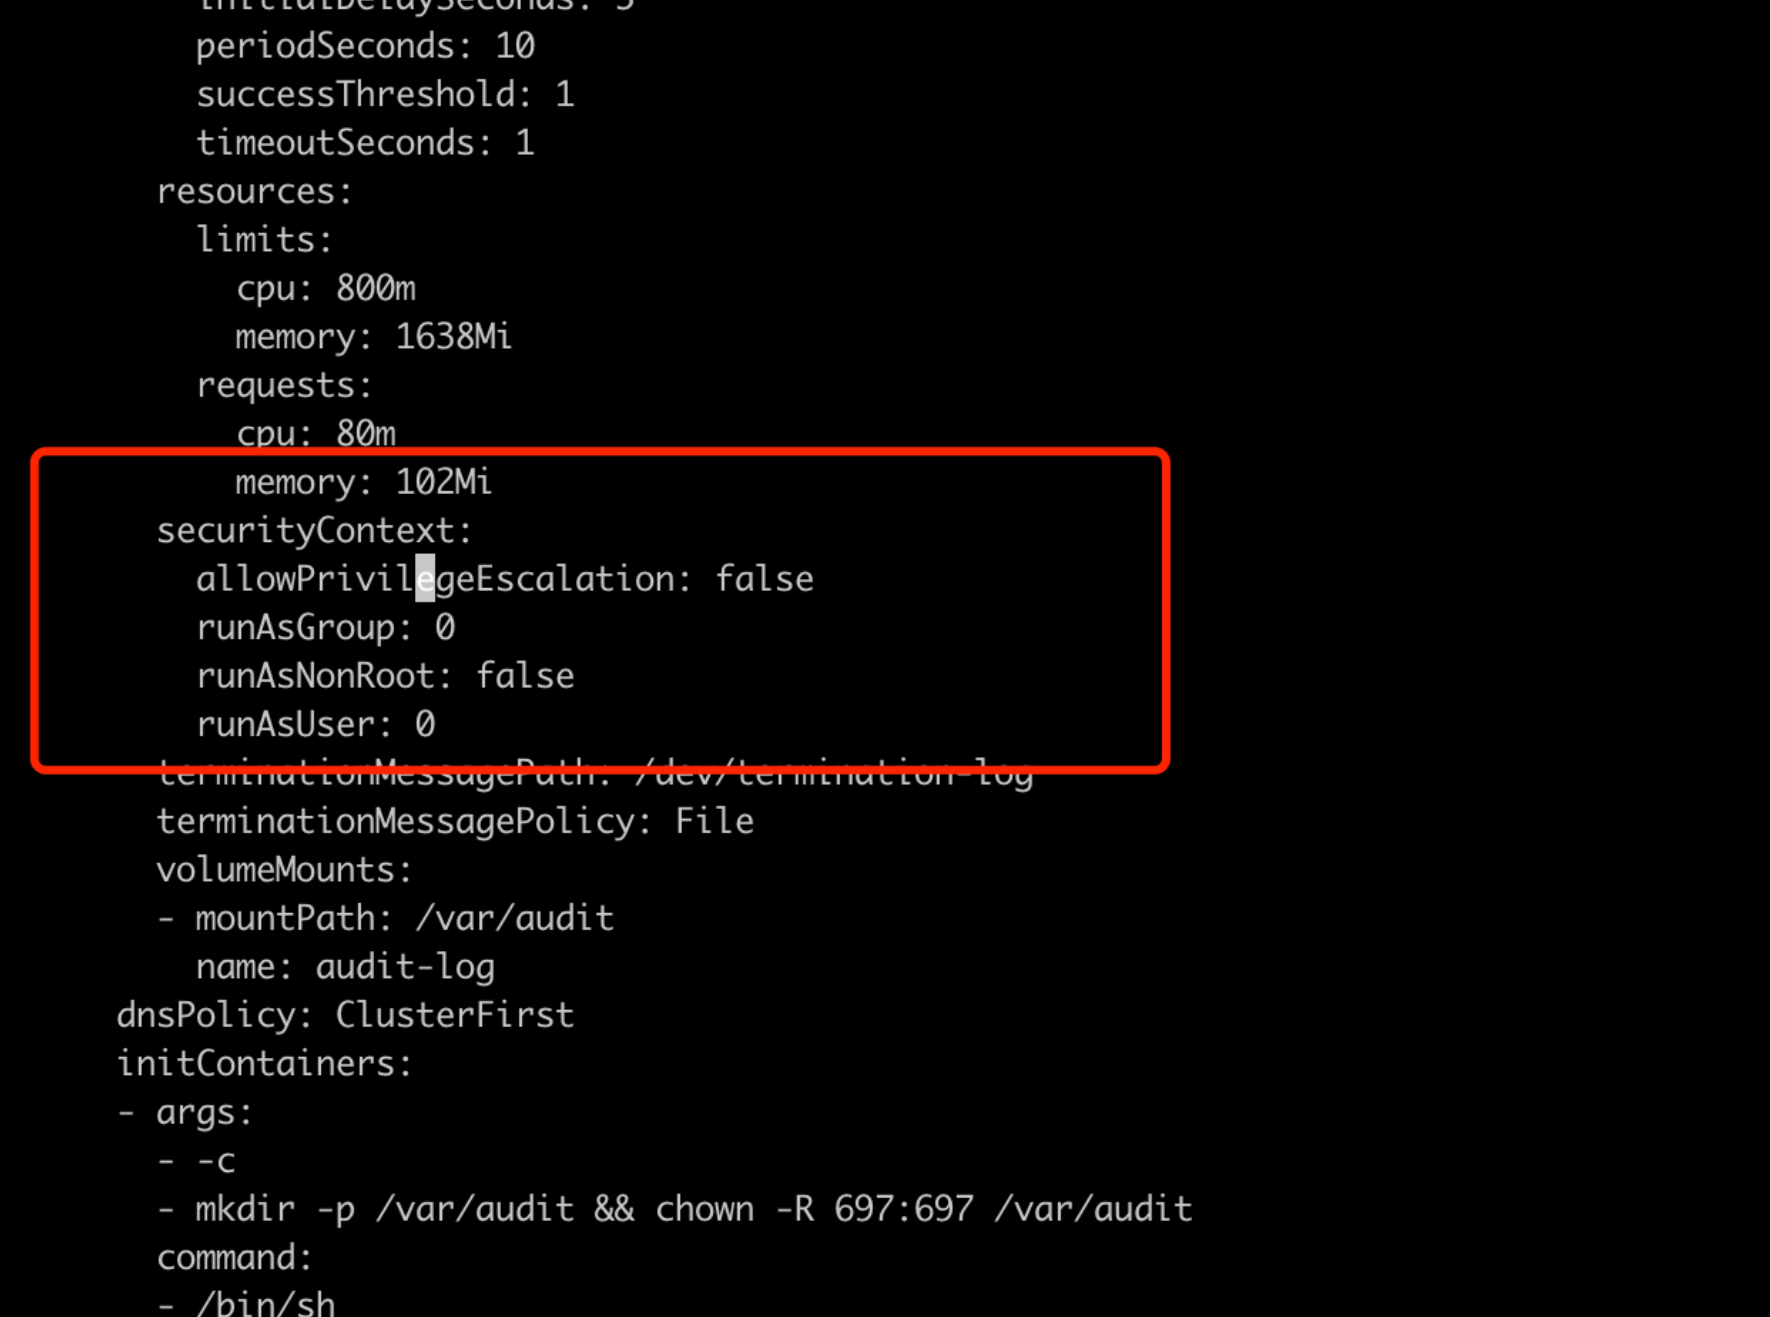 initialDelaySeconds: 5
periodSeconds: 10
successThreshold: 1
timeoutSeconds: 1
resources:
limits:
cpu: 800m
memory: 1638Mi
requests:
cpu: 80m
memory: 102Mi
securityContext:
allowPrivilegeEscalation: false
runAsGroup: 0
runAsNonRoot: false
runAsUser: 0
terminationMessagePath: /dev/termination-log
terminationMessagePolicy: File
volumeMounts:
- mountPath: /var/audit
name: audit-log
dnsPolicy: ClusterFirst
initContainers:
- args:
- -c
- mkdir -p /var/audit && chown -R 697:697 /var/audit
command:
- /bin/sh